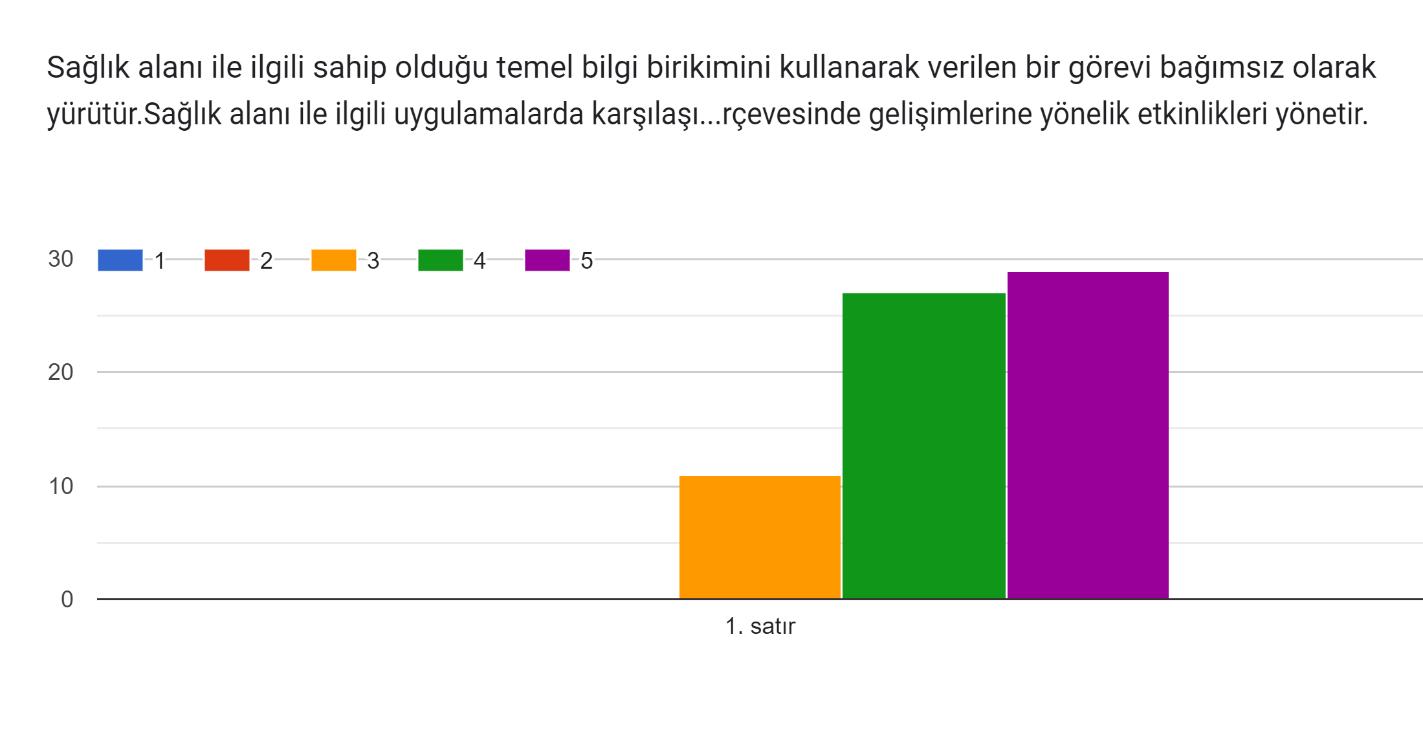 Sağlık alanı ile ilgili sahip olduğu temel bilgi birikimini kullanarak verilen bir görevi bağımsız olarak
yürütür.Sağlık alanı ile ilgili uygulamalarda karşılaşı...rçevesinde gelişimlerine yönelik etkinlikleri yönetir.
30 1 2 3 4 5
20
10
0
1. satır